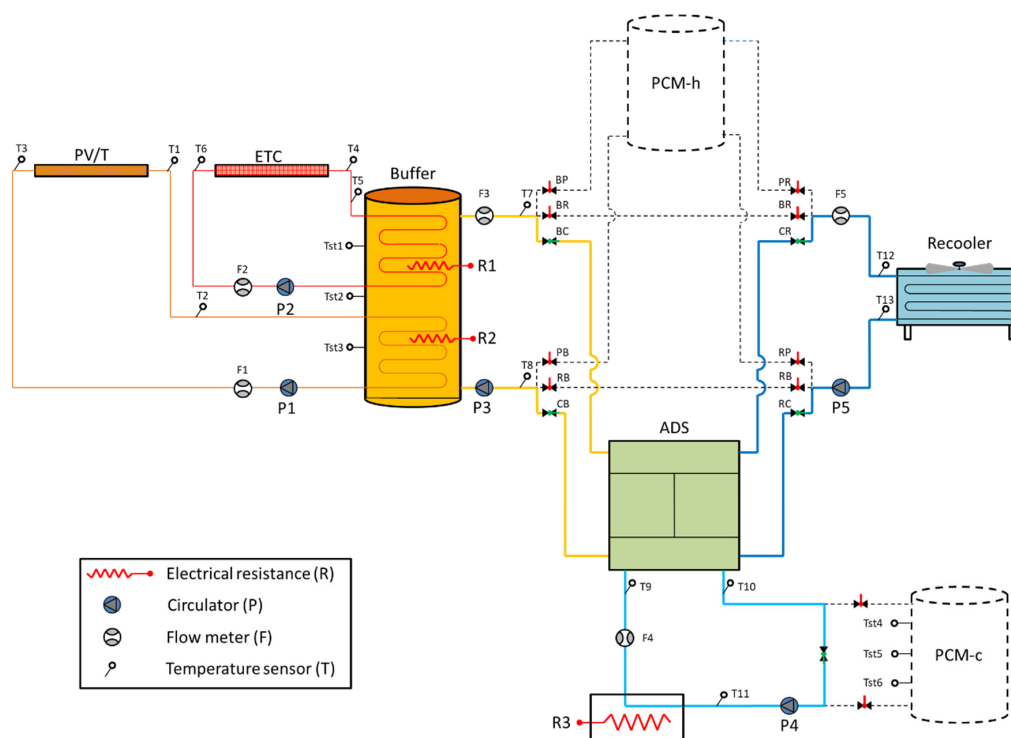 PCM-h
T3
PV/T
T1
T6
ETC
T4
T5
Buffer
F3
T7
BP
BR
BC
PR
BR
CR
F5
Recooler
T12
T13
Tst1
R1
F2
P2
Tst2
T2
R2
Tst3
F1
P1
P3
T8
PB
RB
CB
RP
RB
RC
P5
ADS
T9
T10
F4
Tst4
Tst5
Tst6
PCM-c
T11
R3
P4
Electrical resistance (R)
Circulator (P)
Flow meter (F)
Temperature sensor (T)